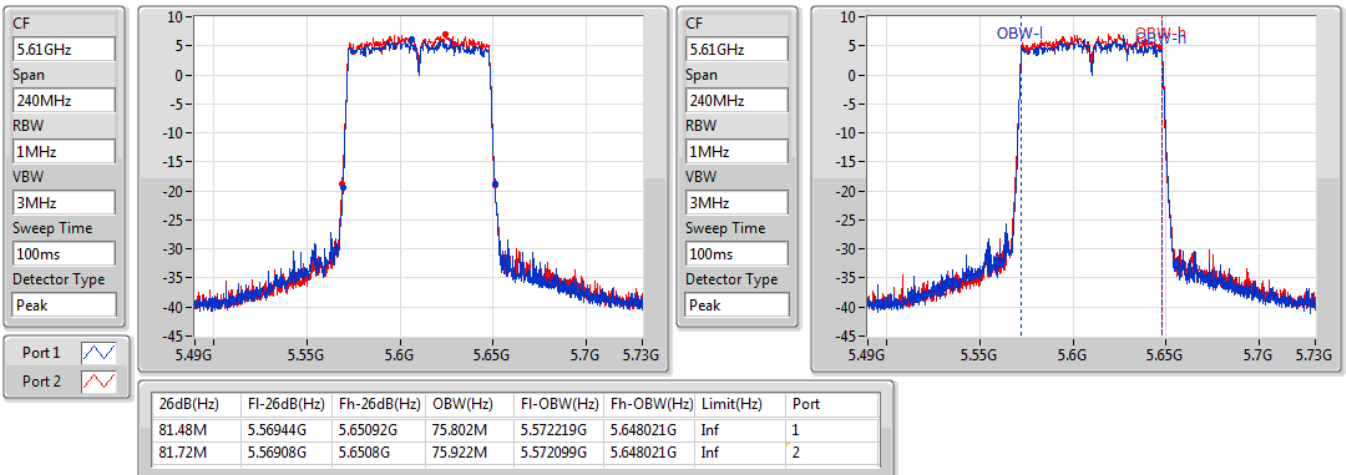 CF
5.61GHz
Span
240MHz
RBW
1MHz
VBW
3MHz
Sweep Time
100ms
Detector Type
Peak
Port 1
Port 2
10
5
0
-5
-10
-15
-20
-25
-30
-35
-40
-45
5.49G 5.55G 5.6G 5.65G 5.7G 5.73G
CF
5.61GHz
Span
240MHz
RBW
1MHz
VBW
3MHz
Sweep Time
100ms
Detector Type
Peak
OBW-l OBW-h
OBW-h
10
5
0
-5
-10
-15
-20
-25
-30
-35
-40
-45
5.49G 5.55G 5.6G 5.65G 5.7G 5.73G
26dB(Hz) Fl-26dB(Hz) Fh-26dB(Hz) OBW(Hz) Fl-OBW(Hz) Fh-OBW(Hz) Limit(Hz) Port
81.48M 5.56944G 5.65092G 75.802M 5.572219G 5.648021G Inf 1
81.72M 5.56908G 5.6508G 75.922M 5.572099G 5.648021G Inf 2